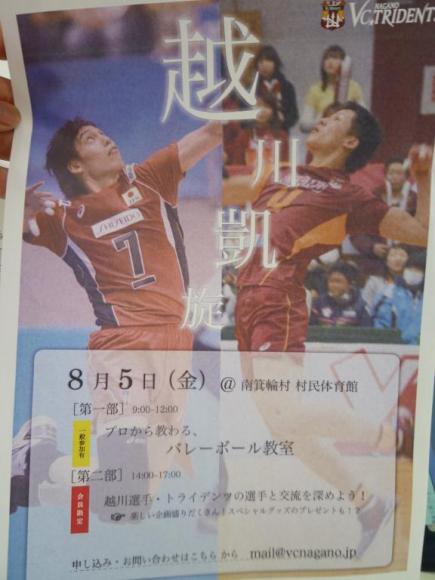 NAGANO
VC.TRIDENTS
越川凱旋
SHISEIDO
7
8月5日(金) @ 南箕輪村 村民体育館
[第一部] 9:00-12:00
一般参加有
プロから教わる、
バレーボール教室
[第二部] 14:00-17:00
会員限定
越川選手・トライデンツの選手と交流を深めよう!
☞ 楽しい企画盛りだくさん!スペシャルグッズのプレゼントも!?
申し込み・お問い合わせはこちら から mail@vcnagano.jp